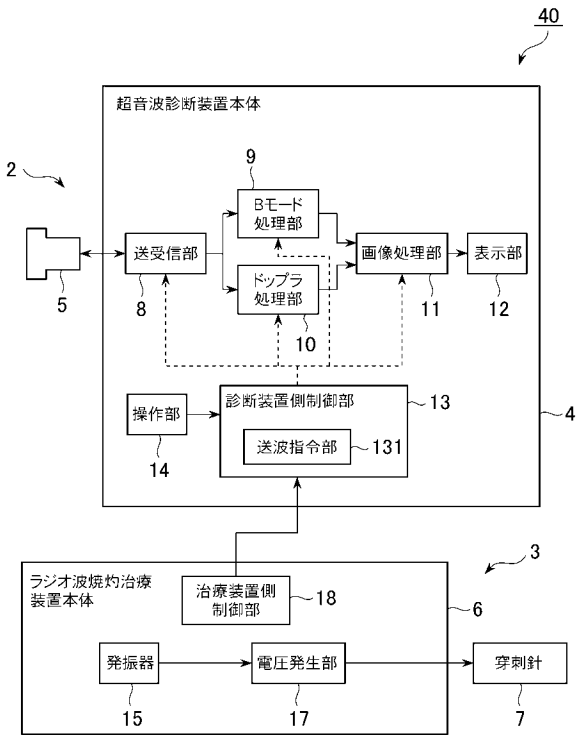 40
超音波診断装置本体
2
9
Bモード
処理部
送受信部
画像処理部
表示部
5
8
ドップラ
処理部
11
12
10
診断装置側制御部
13
操作部
4
送波指令部
131
14
3
ラジオ波焼灼治療
装置本体
治療装置側
制御部
18
6
発振器
電圧発生部
穿刺針
15
17
7